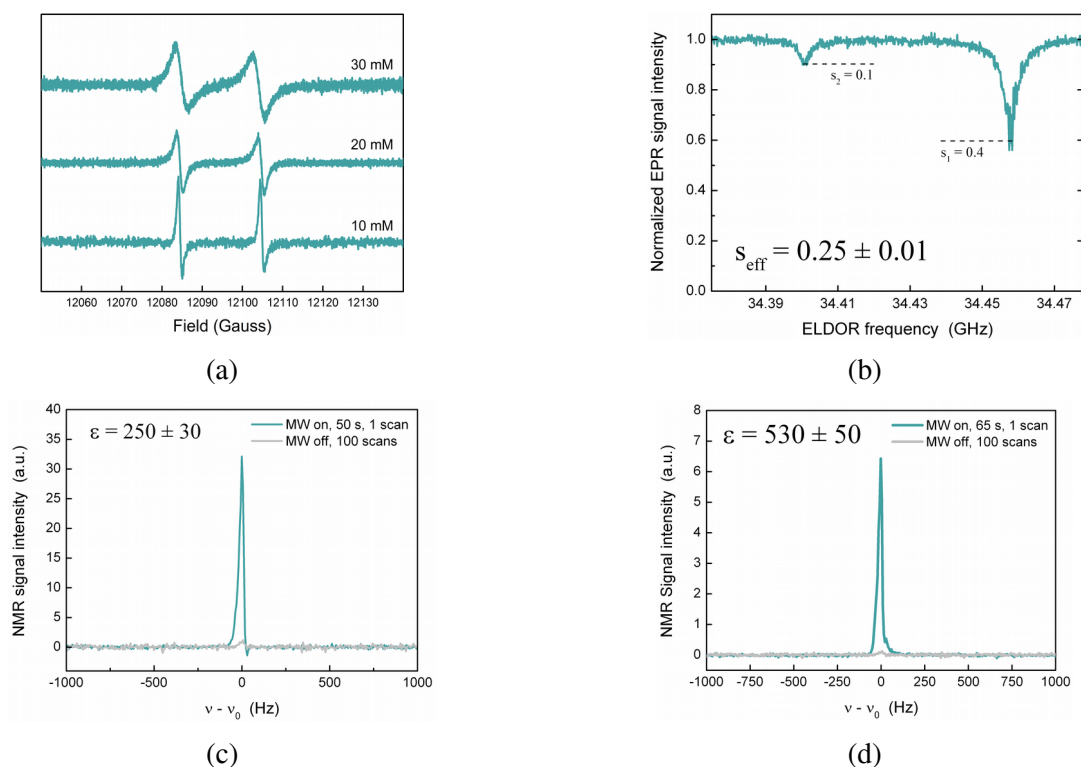 30 mM
20 mM
10 mM
12060 12070 12080 12090 12100 12110 12120 12130
Field (Gauss)
(a)
Normalized EPR signal intensity
1.0
0.8
0.6
0.4
0.2
0.0
s2 = 0.1
s1 = 0.4
seff = 0.25 ± 0.01
34.39 34.41 34.43 34.45 34.47
ELDOR frequency (GHz)
(b)
NMR signal intensity (a.u.)
40
35
30
25
20
15
10
5
0
ε = 250 ± 30
MW on, 50 s, 1 scan
MW off, 100 scans
-1000 -500 0 500 1000
ν - ν0 (Hz)
(c)
NMR Signal intensity (a.u.)
8
7
6
5
4
3
2
1
0
ε = 530 ± 50
MW on, 65 s, 1 scan
MW off, 100 scans
-1000 -750 -500 -250 0 250 500 750 1000
ν - ν0 (Hz)
(d)